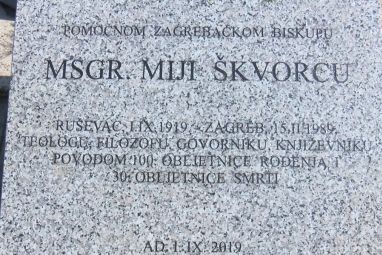 POMOĆNOM ZAGREBAČKOM BISKUPU
MSGR. MIJI ŠKVORCU
RUŠEVAC, 1.IX.1919. - ZAGREB, 15.II.1989.
TEOLOGU, FILOZOFU, GOVORNIKU, KNJIŽEVNIKU
POVODOM 100. OBLJETNICE ROĐENJA I
30. OBLJETNICE SMRTI
AD. 1.IX. 2019.